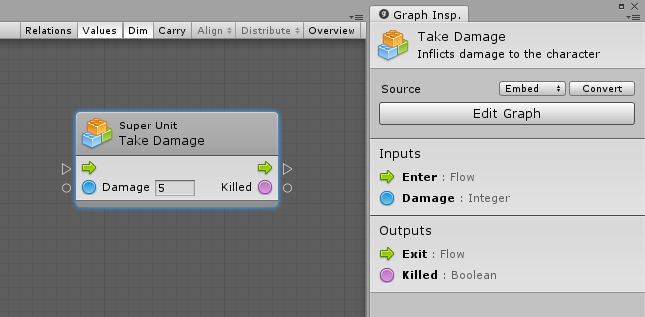 Graph Insp.
Relations Values Dim Carry Align Distribute Overview
Super Unit
Take Damage
Damage 5 Killed
Take Damage
Inflicts damage to the character
Source Embed Convert
Edit Graph
Inputs
Enter : Flow
Damage : Integer
Outputs
Exit : Flow
Killed : Boolean